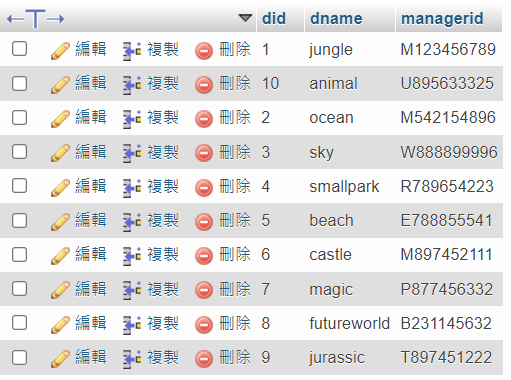 did dname managerid
編輯 複製 刪除 1 jungle M123456789
編輯 複製 刪除 10 animal U895633325
編輯 複製 刪除 2 ocean M542154896
編輯 複製 刪除 3 sky W888899996
編輯 複製 刪除 4 smallpark R789654223
編輯 複製 刪除 5 beach E788855541
編輯 複製 刪除 6 castle M897452111
編輯 複製 刪除 7 magic P877456332
編輯 複製 刪除 8 futureworld B231145632
編輯 複製 刪除 9 jurassic T897451222